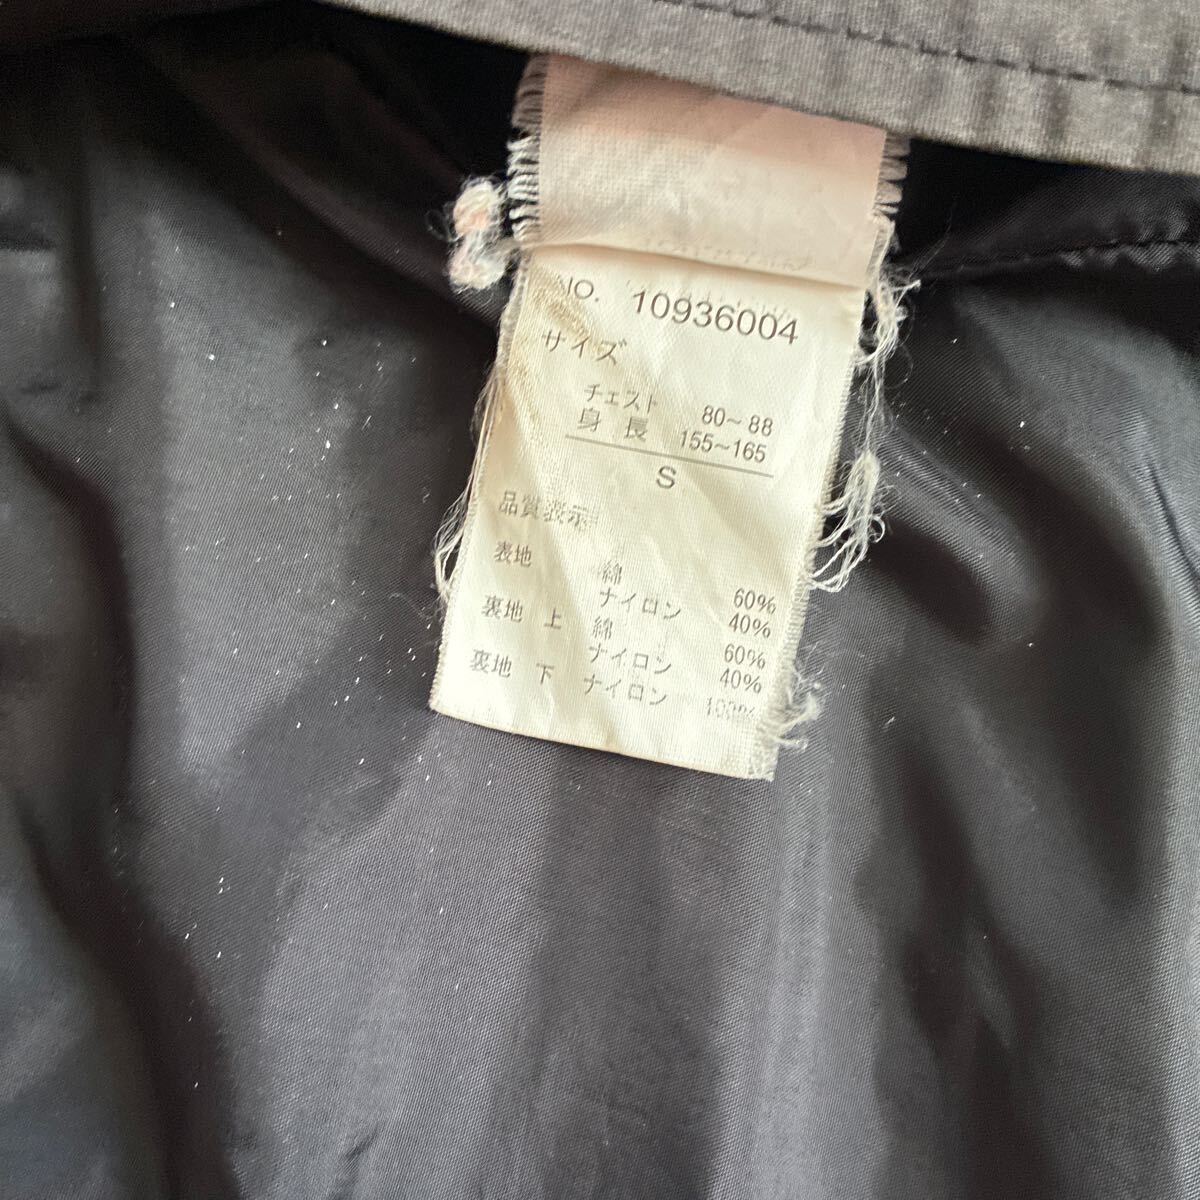 NO. 10936004
サイズ
チェスト 80~88
身長 155~165
S
品質表示
表地 綿 60%
ナイロン 40%
裏地 上 綿 60%
ナイロン 40%
裏地 下 ナイロン 100%